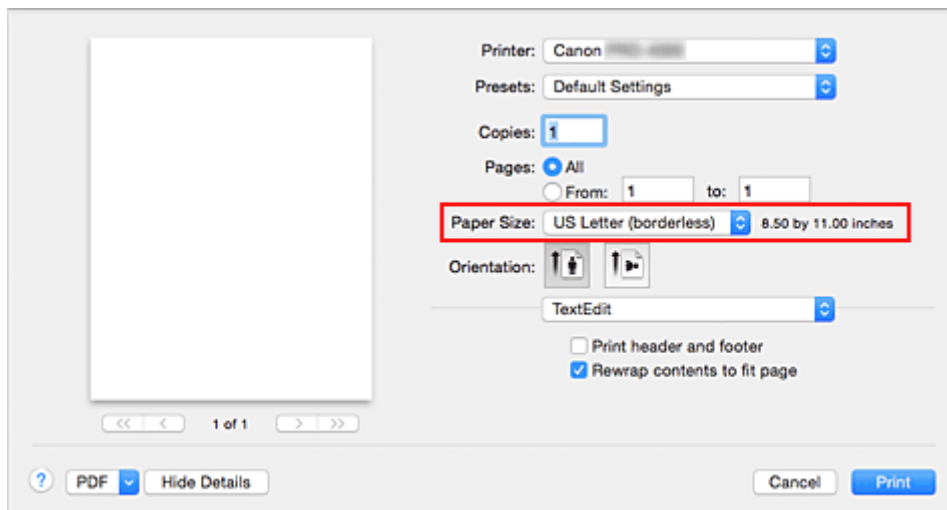 Printer: Canon
Presets: Default Settings
Copies: 1
Pages: All
From: 1 to: 1
Paper Size: US Letter (borderless) 8.50 by 11.00 inches
Orientation:
TextEdit
Print header and footer
Rewrap contents to fit page
<< < 1 of 1 > >>
? PDF Hide Details Cancel Print